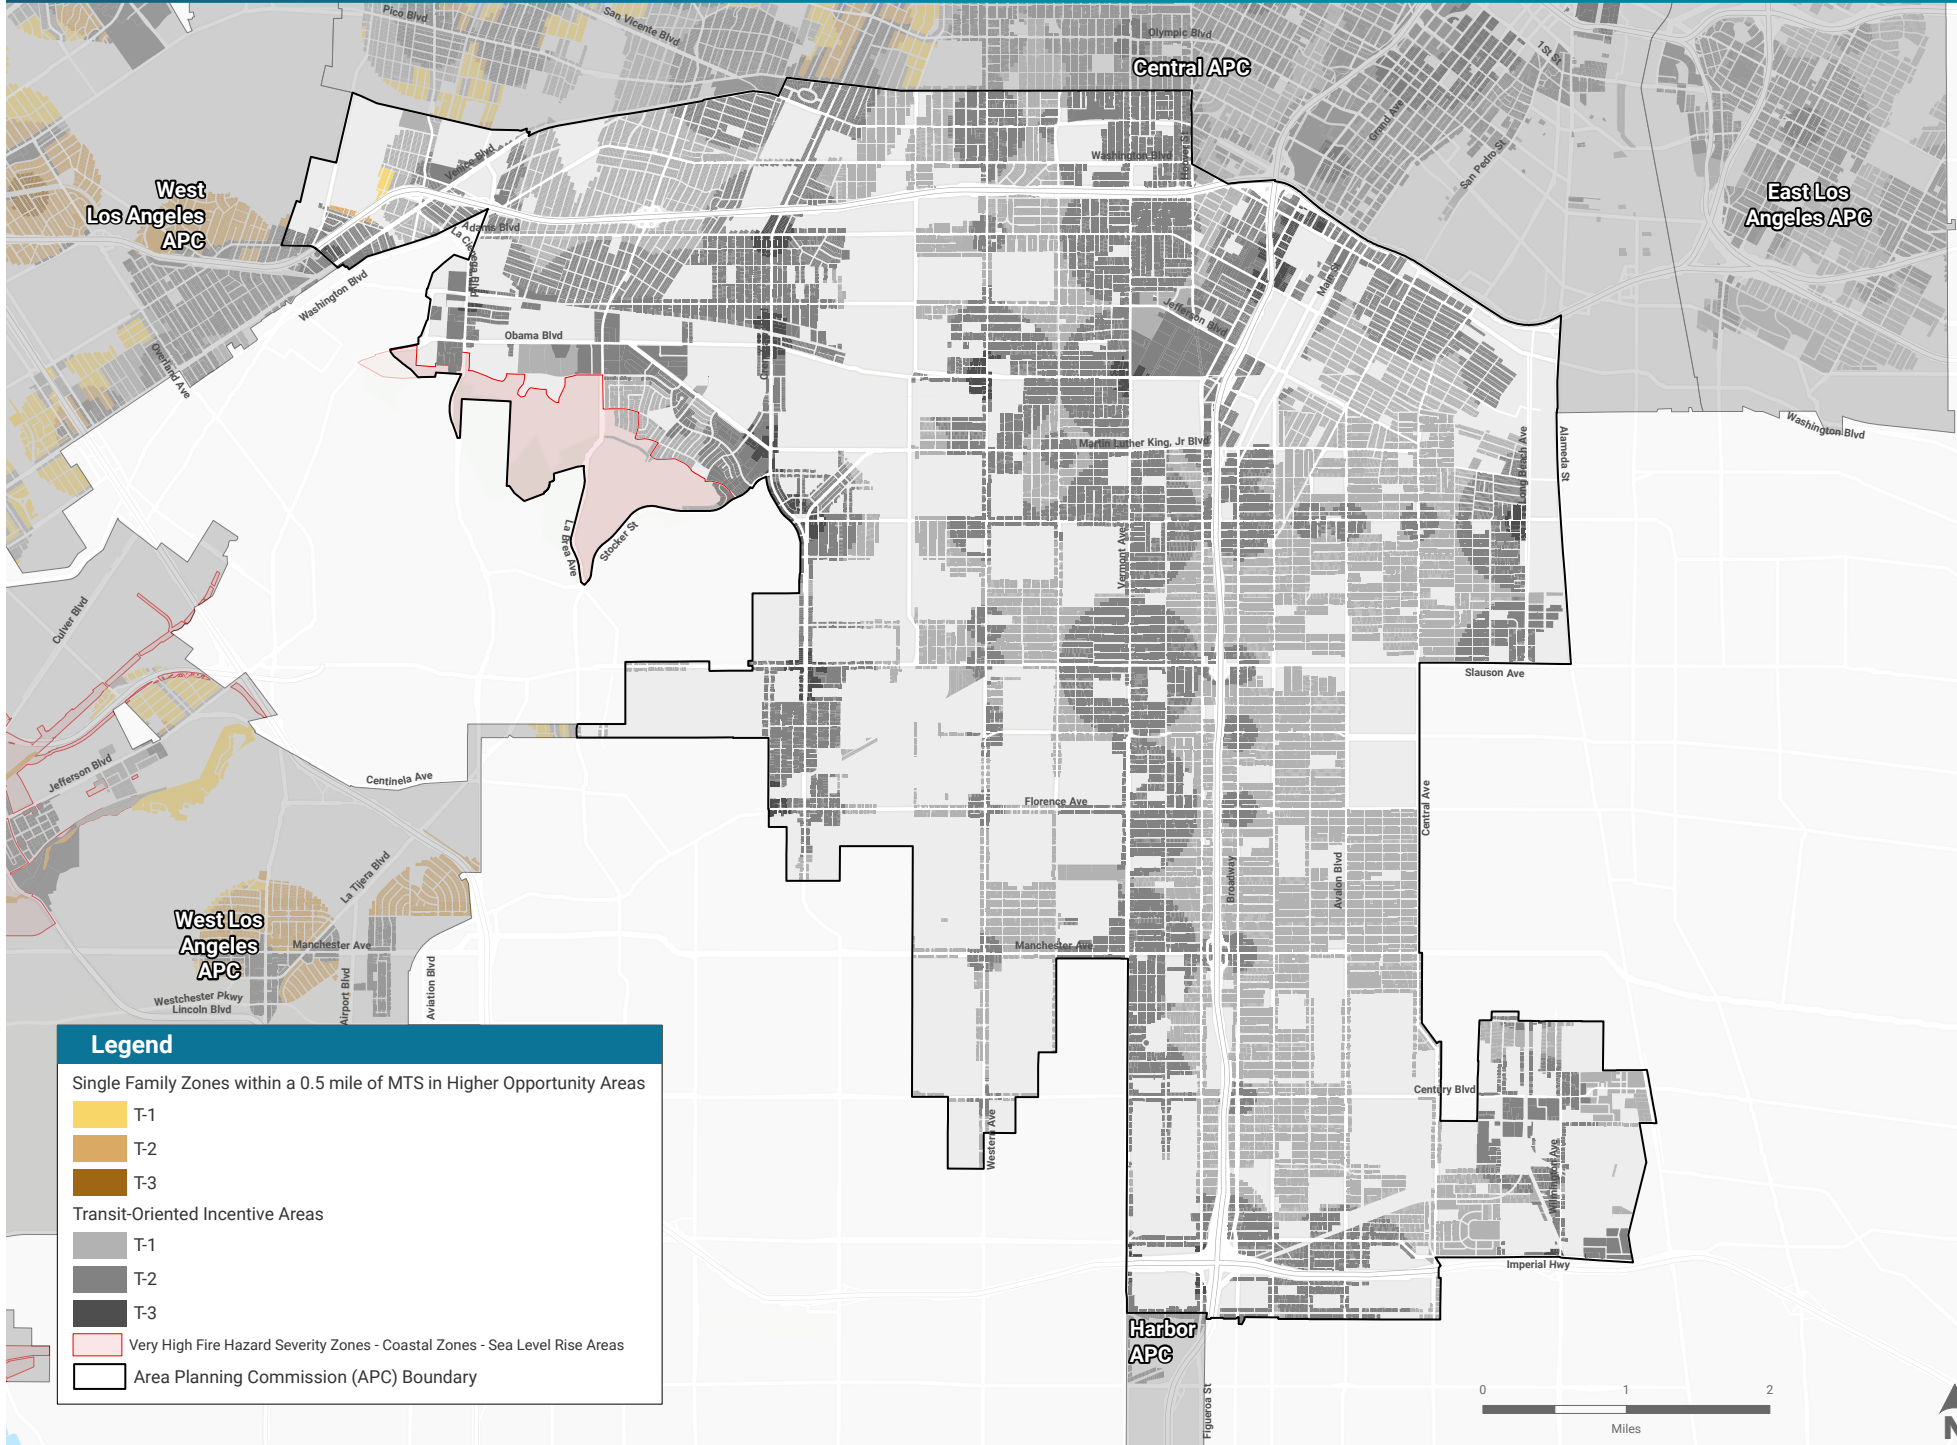 Pico Blvd
San Vicente Blvd
Olympic Blvd
1St St
Central APC
Grand Ave
San Pedro St
Venice Blvd
Washington Blvd
Hoover St
West
Los Angeles
APC
East Los
Angeles APC
Adams Blvd
La Cienega Blvd
Main St
Washington Blvd
Jefferson Blvd
Obama Blvd
Overland Ave
Washington Blvd
Martin Luther King, Jr Blvd
Long Beach Ave
Alameda St
La Brea Ave
Stocker St
Vermont Ave
Culver Blvd
Slauson Ave
Jefferson Blvd
Centinela Ave
Florence Ave
Central Ave
La Tijera Blvd
Broadway
Avalon Blvd
West Los
Angeles
APC
Manchester Ave
Manchester Ave
Westchester Pkwy
Lincoln Blvd
Airport Blvd
Aviation Blvd
Century Blvd
Western Ave
Wilmington Ave
Imperial Hwy
Harbor
APC
Figueroa St
Legend
Single Family Zones within a 0.5 mile of MTS in Higher Opportunity Areas
T-1
T-2
T-3
Transit-Oriented Incentive Areas
T-1
T-2
T-3
Very High Fire Hazard Severity Zones - Coastal Zones - Sea Level Rise Areas
Area Planning Commission (APC) Boundary
0 1 2
Miles
N